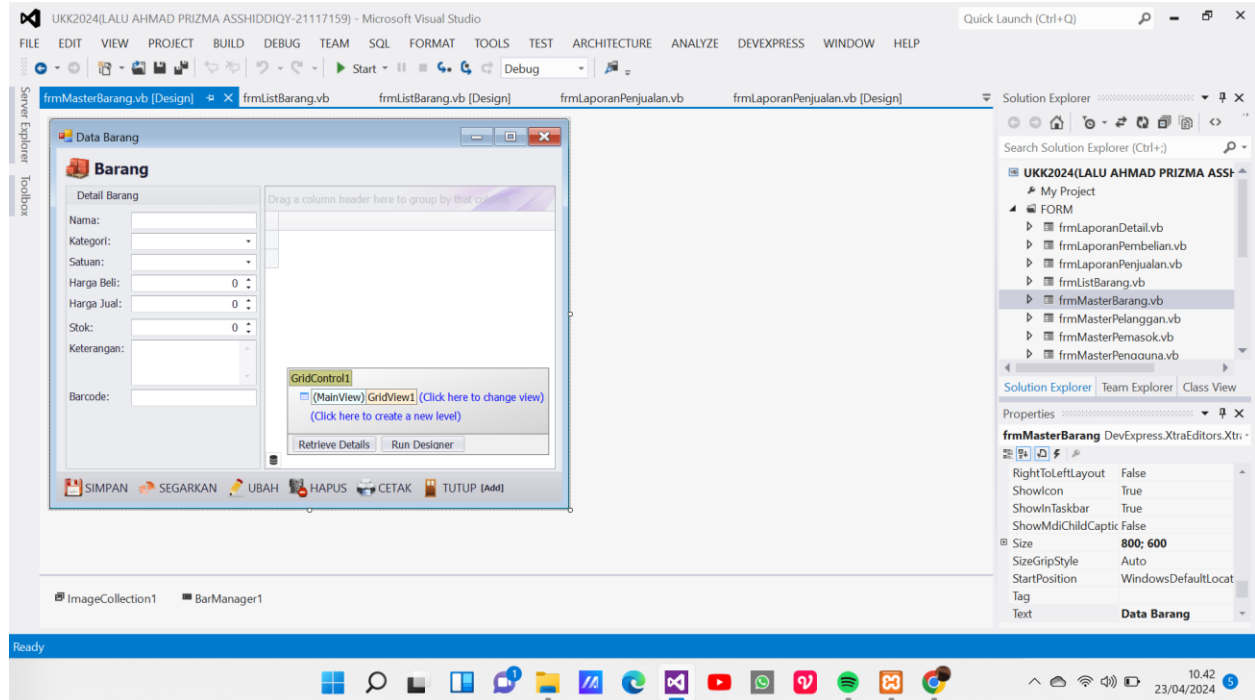 UKK2024(LALU AHMAD PRIZMA ASSHIDDIQY-21117159) - Microsoft Visual Studio
Quick Launch (Ctrl+Q)
FILE EDIT VIEW PROJECT BUILD DEBUG TEAM SQL FORMAT TOOLS TEST ARCHITECTURE ANALYZE DEVEXPRESS WINDOW HELP
Start Debug
Server Explorer
Toolbox
frmMasterBarang.vb [Design] frmListBarang.vb frmListBarang.vb [Design] frmLaporanPenjualan.vb frmLaporanPenjualan.vb [Design]
Data Barang
Barang
Detail Barang
Nama:
Kategori:
Satuan:
Harga Beli: 0
Harga Jual: 0
Stok: 0
Keterangan:
Barcode:
Drag a column header here to group by that column
GridControl1
(MainView) GridView1 (Click here to change view)
(Click here to create a new level)
Retrieve Details Run Designer
SIMPAN SEGARKAN UBAH HAPUS CETAK TUTUP [Add]
ImageCollection1 BarManager1
Solution Explorer
Search Solution Explorer (Ctrl+;)
UKK2024(LALU AHMAD PRIZMA ASSH
My Project
FORM
frmLaporanDetail.vb
frmLaporanPembelian.vb
frmLaporanPenjualan.vb
frmListBarang.vb
frmMasterBarang.vb
frmMasterPelanggan.vb
frmMasterPemasok.vb
frmMasterPengguna.vb
Solution Explorer Team Explorer Class View
Properties
frmMasterBarang DevExpress.XtraEditors.Xtr
RightToLeftLayout False
ShowIcon True
ShowInTaskbar True
ShowMdiChildCaptic False
Size 800; 600
SizeGripStyle Auto
StartPosition WindowsDefaultLocat
Tag
Text Data Barang
Ready
1
10.42
23/04/2024
5